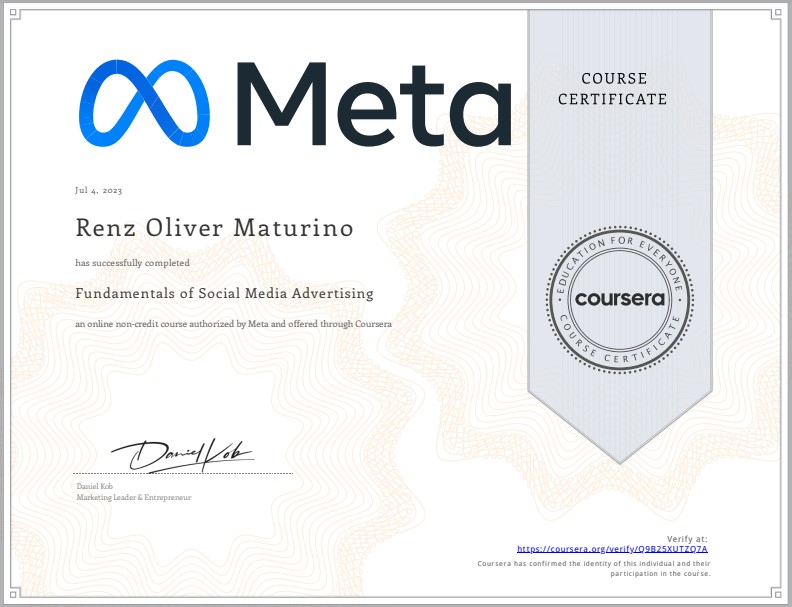 Meta
COURSE
CERTIFICATE
Jul 4, 2023
Renz Oliver Maturino
has successfully completed
Fundamentals of Social Media Advertising
an online non-credit course authorized by Meta and offered through Coursera
EDUCATION FOR EVERYONE
coursera
COURSE CERTIFICATE
Daniel Kob
Daniel Kob
Marketing Leader & Entrepreneur
Verify at:
https://coursera.org/verify/Q9B25XUTZQ7A
Coursera has confirmed the identity of this individual and their
participation in the course.